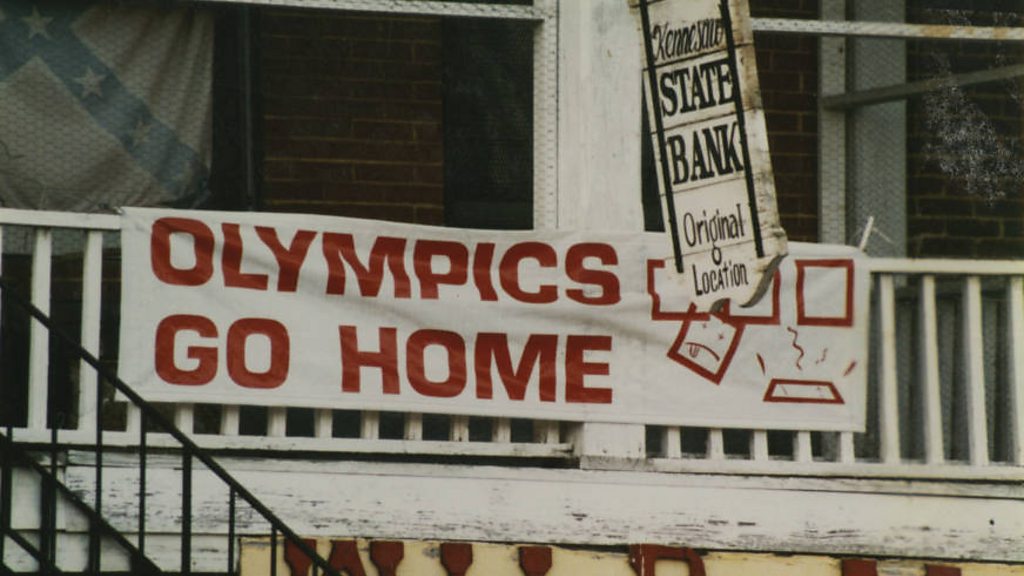 Kennesaw
STATE
BANK
Original
Location
OLYMPICS
GO HOME